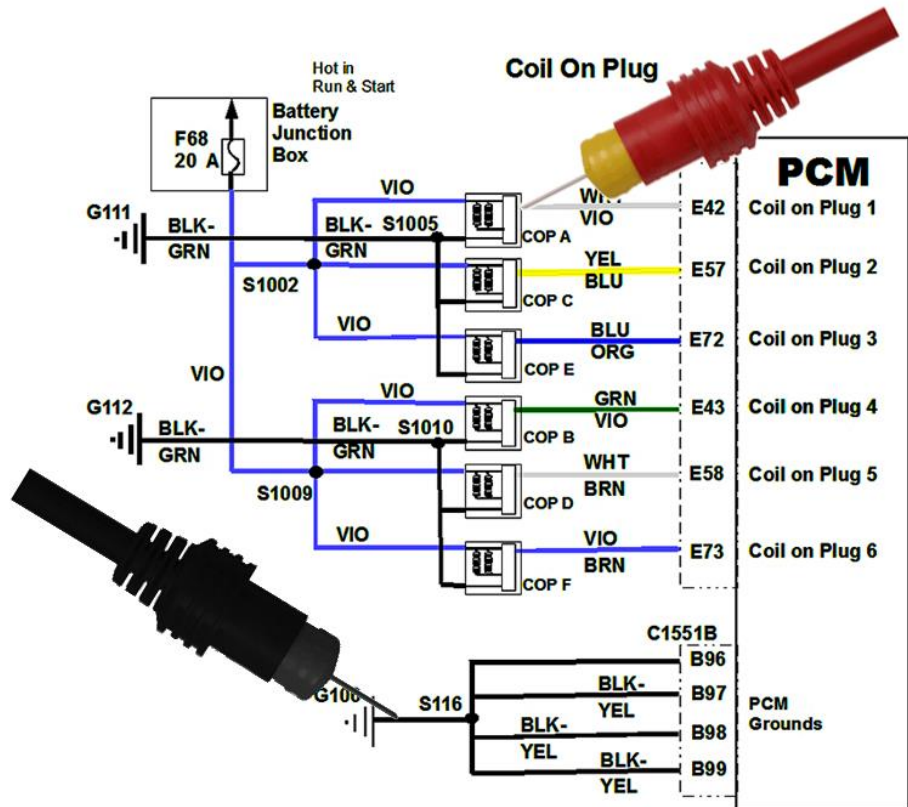 Hot in
Run & Start
Coil On Plug
Battery
Junction
Box
F68
20 A
PCM
G111
BLK-
GRN
VIO
BLK-
GRN
S1005
COP A
VIO
E42
Coil on Plug 1
S1002
COP C
YEL
BLU
E57
Coil on Plug 2
VIO
COP E
BLU
ORG
E72
Coil on Plug 3
VIO
G112
BLK-
GRN
VIO
BLK-
GRN
S1010
COP B
GRN
VIO
E43
Coil on Plug 4
S1009
COP D
WHT
BRN
E58
Coil on Plug 5
VIO
COP F
VIO
BRN
E73
Coil on Plug 6
C1551B
G106
S116
B96
BLK-
YEL
B97
BLK-
YEL
B98
BLK-
YEL
B99
PCM
Grounds